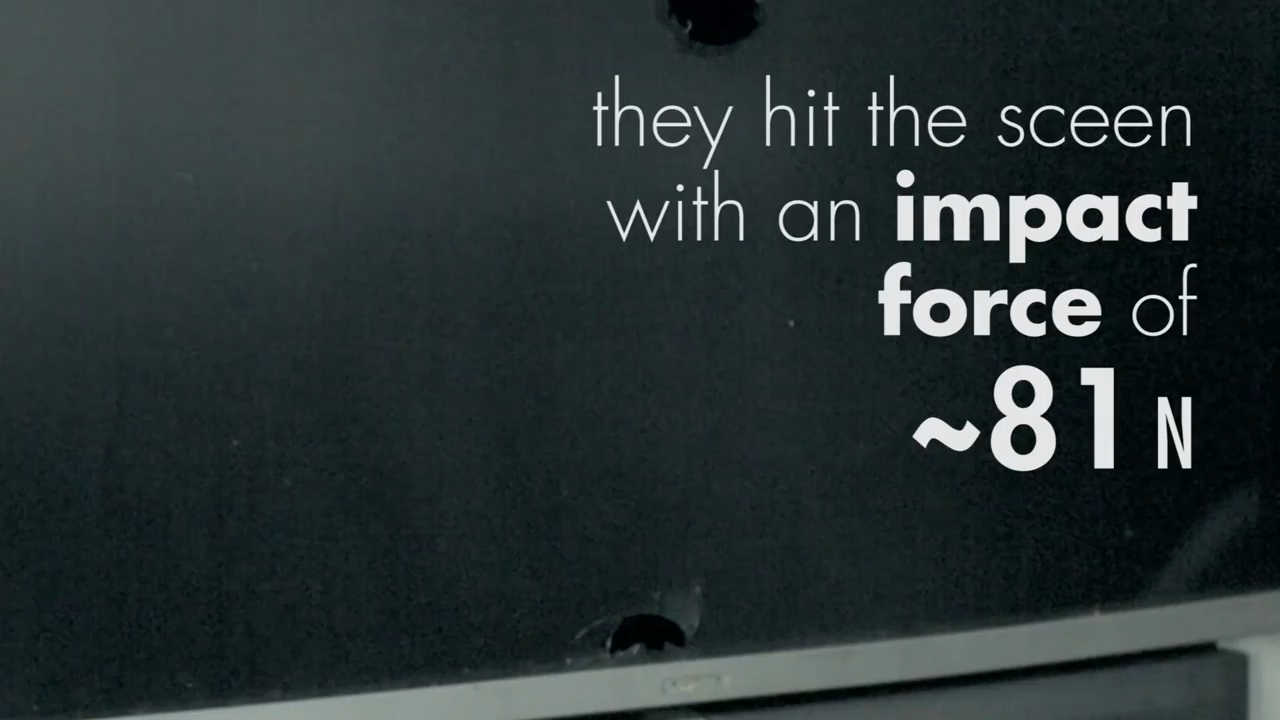 they hit the sceen
with an impact
force of
~81 N